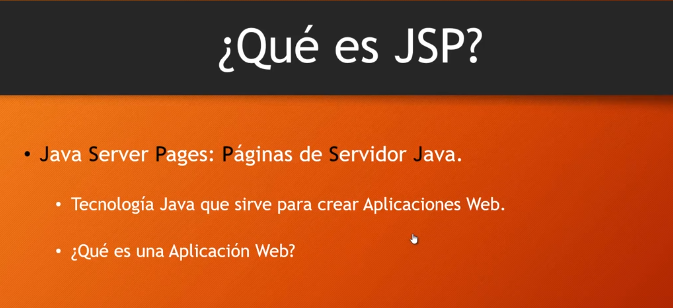 ¿Qué es JSP?
• Java Server Pages: Páginas de Servidor Java.
• Tecnología Java que sirve para crear Aplicaciones Web.
• ¿Qué es una Aplicación Web?